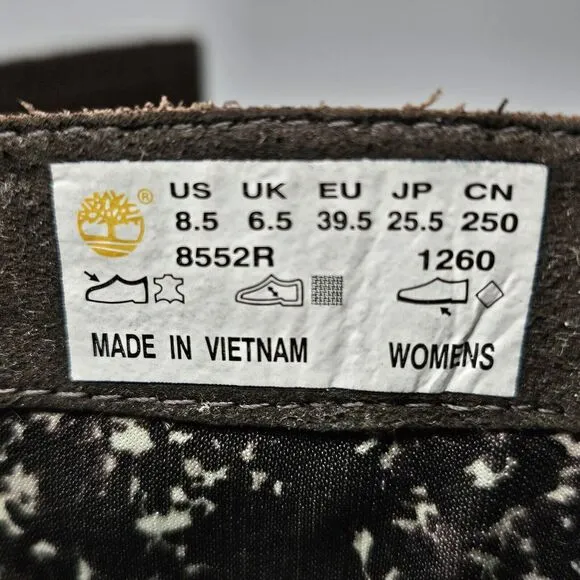 ®
US UK EU JP CN
8.5 6.5 39.5 25.5 250
8552R 1260
MADE IN VIETNAM WOMENS